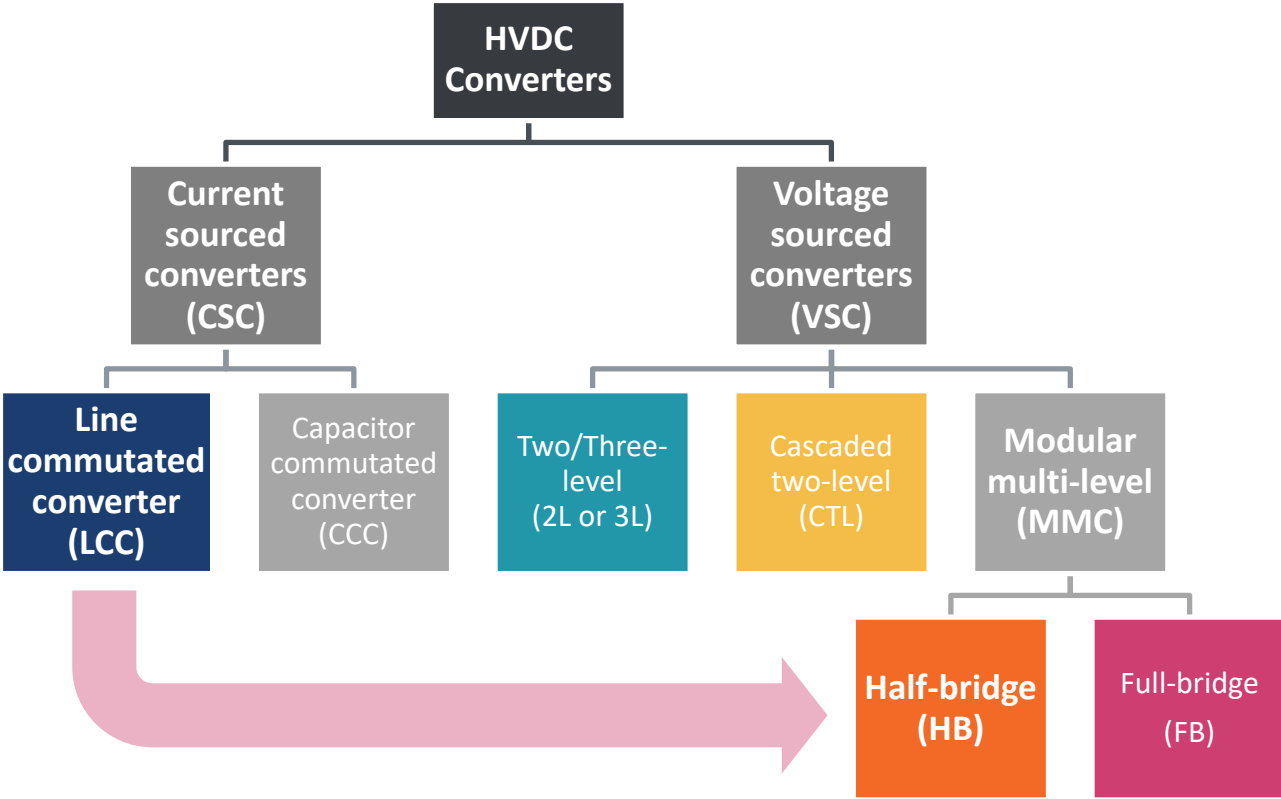 HVDC
Converters
Current
sourced
converters
(CSC)
Voltage
sourced
converters
(VSC)
Line
commutated
converter
(LCC)
Capacitor
commutated
converter
(CCC)
Two/Three-
level
(2L or 3L)
Cascaded
two-level
(CTL)
Modular
multi-level
(MMC)
Half-bridge
(HB)
Full-bridge
(FB)